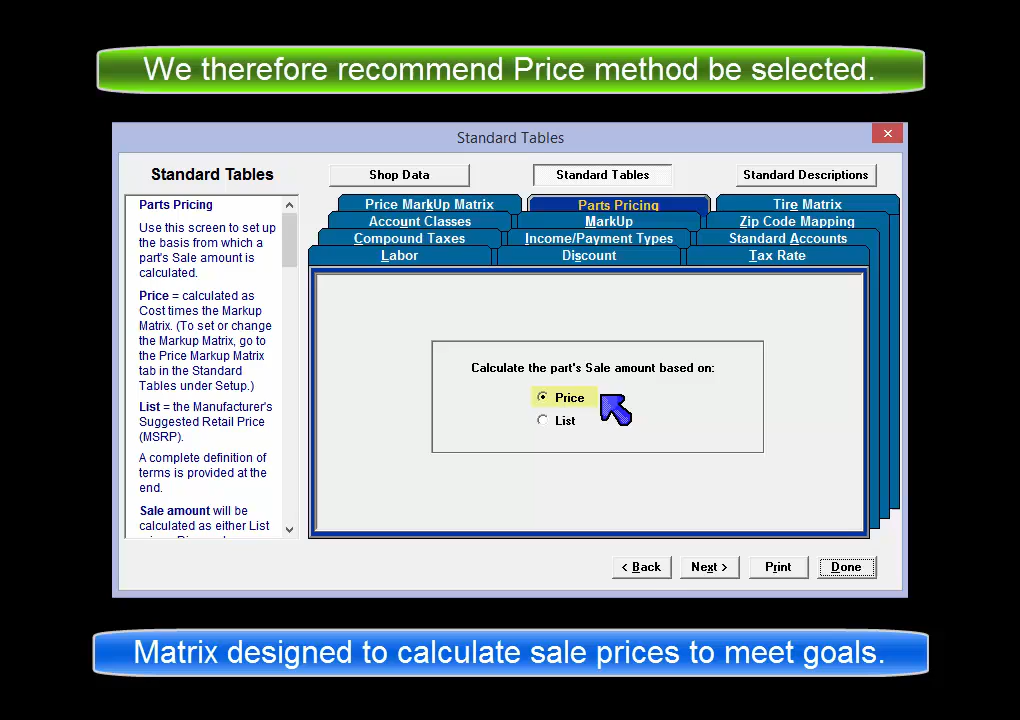 We therefore recommend Price method be selected.
Standard Tables
Standard Tables
Shop Data
Standard Tables
Standard Descriptions
Parts Pricing
Use this screen to set up
the basis from which a
part's Sale amount is
calculated.
Price = calculated as
Cost times the Markup
Matrix. (To set or change
the Markup Matrix, go to
the Price Markup Matrix
tab in the Standard
Tables under Setup.)
List = the Manufacturer's
Suggested Retail Price
(MSRP).
A complete definition of
terms is provided at the
end.
Sale amount will be
calculated as either List
Price MarkUp Matrix
Parts Pricing
Tire Matrix
Account Classes
MarkUp
Zip Code Mapping
Compound Taxes
Income/Payment Types
Standard Accounts
Labor
Discount
Tax Rate
Calculate the part's Sale amount based on:
Price
List
< Back
Next >
Print
Done
Matrix designed to calculate sale prices to meet goals.